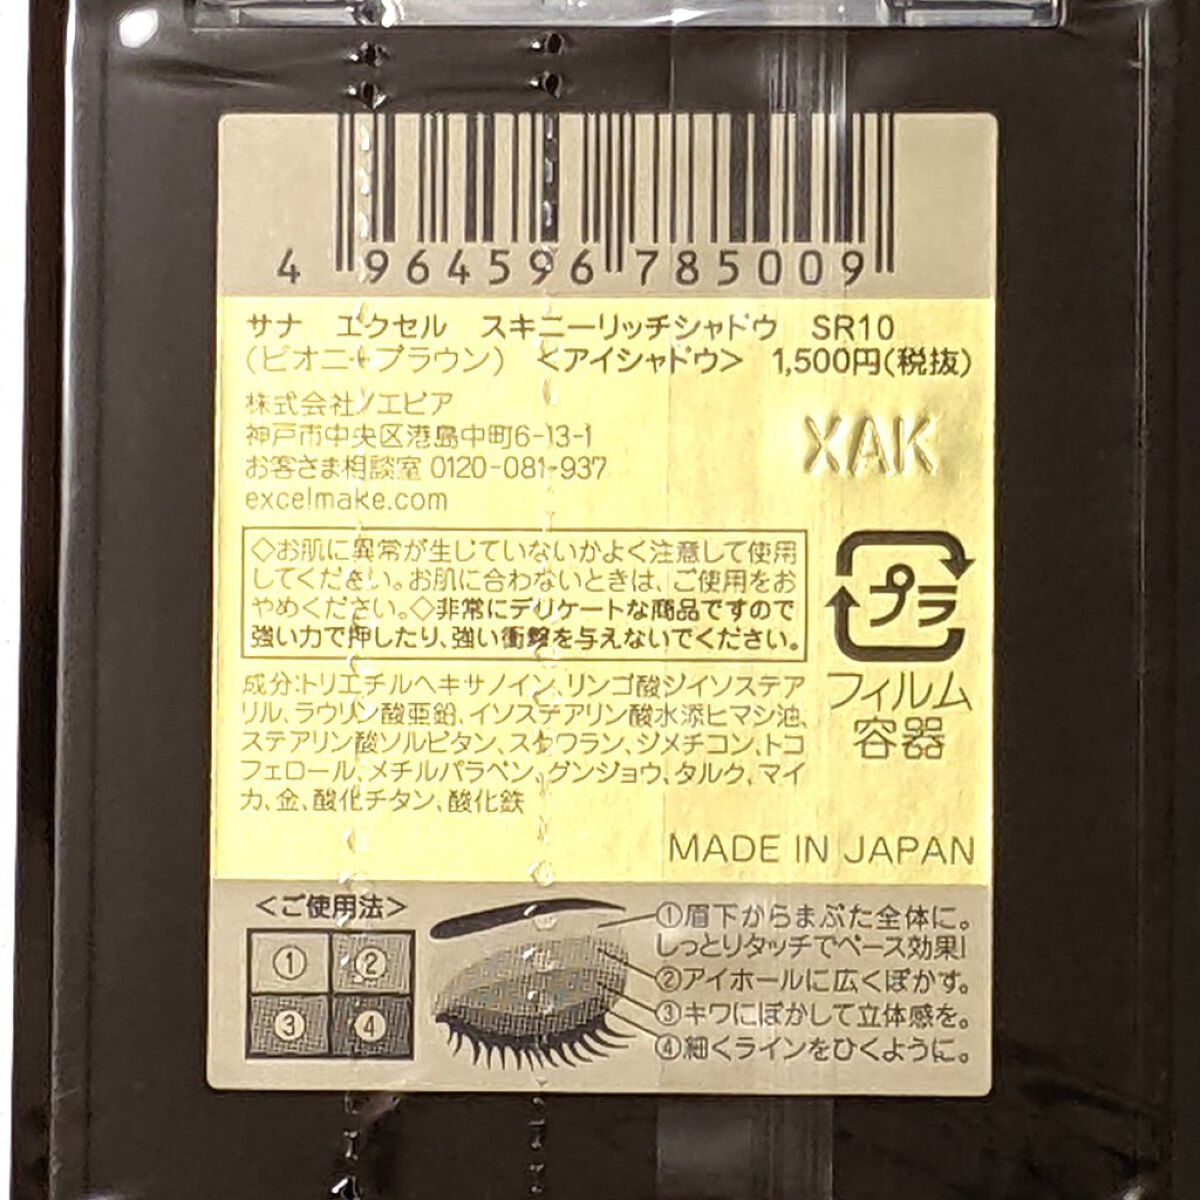 4 964596 785009
サナ エクセル スキニーリッチシャドウ SR10
(ピオニーブラウン) <アイシャドウ> 1,500円(税抜)
株式会社ノエビア
神戸市中央区港島中町6-13-1
お客さま相談室 0120-081-937
excelmake.com
XAK
◇お肌に異常が生じていないかよく注意して使用
してください。お肌に合わないときは、ご使用をお
やめください。◇非常にデリケートな商品ですので
強い力で押したり、強い衝撃を与えないでください。
プラ
フィルム
容器
成分:トリエチルヘキサノイン、リンゴ酸ジイソステア
リル、ラウリン酸亜鉛、イソステアリン酸水添ヒマシ油、
ステアリン酸ソルビタン、スクワラン、ジメチコン、トコ
フェロール、メチルパラベン、グンジョウ、タルク、マイ
カ、金、酸化チタン、酸化鉄
MADE IN JAPAN
<ご使用法>
① ②
③ ④
①眉下からまぶた全体に。
しっとりタッチでベース効果!
②アイホールに広くぼかす。
③キワにぼかして立体感を。
④細くラインをひくように。